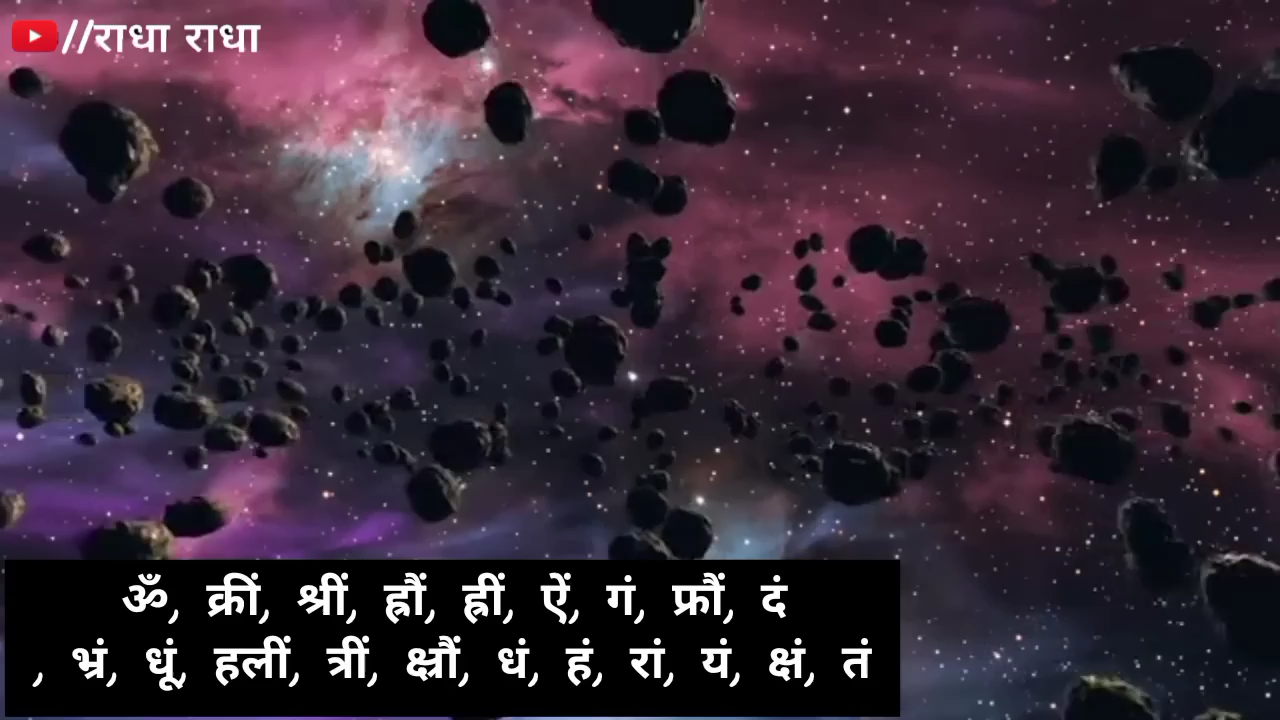 //राधा राधा
ॐ, क्रीं, श्रीं, ह्रौं, ह्रीं, ऐं, गं, फ्रौं, दं
, भ्रं, धूं, हलीं, त्रीं, क्ष्रौं, धं, हं, रां, यं, क्षं, तं